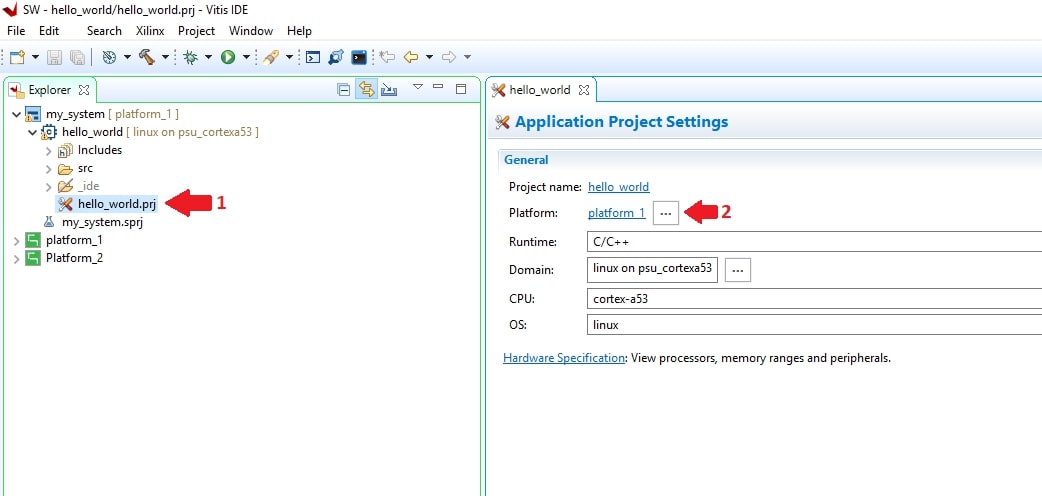 SW - hello_world/hello_world.prj - Vitis IDE
File Edit Search Xilinx Project Window Help
Explorer
my_system [ platform_1 ]
hello_world [ linux on psu_cortexa53 ]
Includes
src
_ide
hello_world.prj 1
my_system.sprj
platform_1
Platform_2
hello_world
Application Project Settings
General
Project name: hello_world
Platform: platform_1 ... 2
Runtime: C/C++
Domain: linux on psu_cortexa53 ...
CPU: cortex-a53
OS: linux
Hardware Specification: View processors, memory ranges and peripherals.